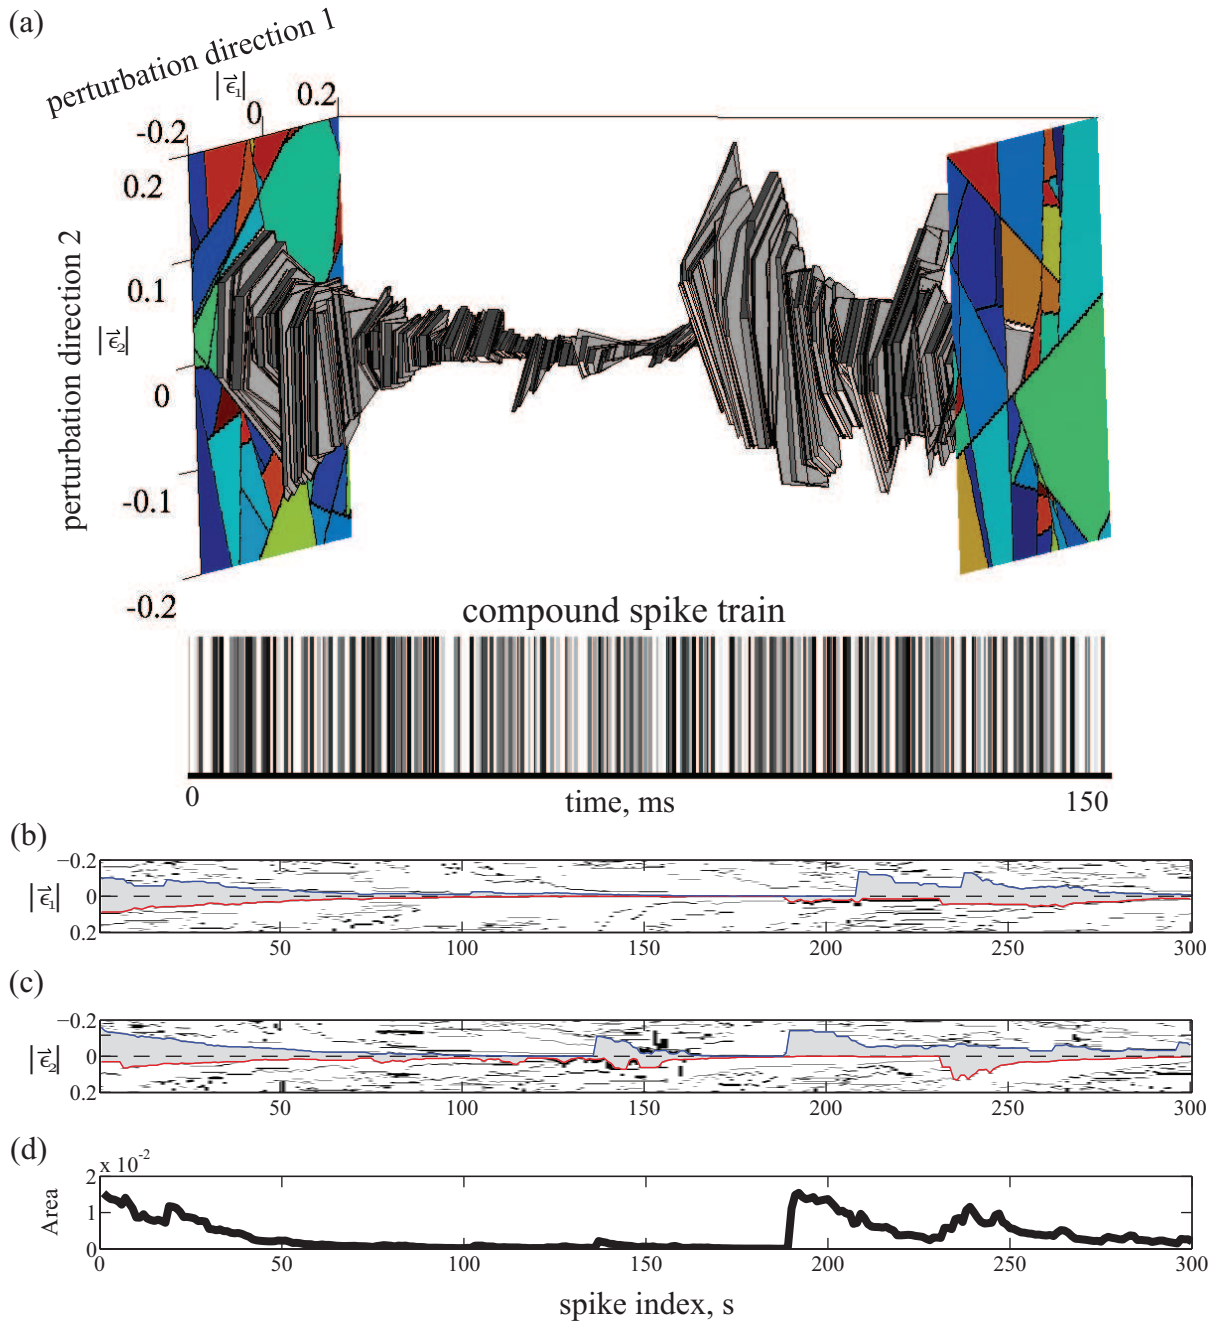 (a)
perturbation direction 1
|ϵ⃗₁|
-0.2
0
0.2
0.2
0.1
0
-0.1
-0.2
perturbation direction 2
|ϵ⃗₂|
compound spike train
0
time, ms
150
(b)
|ϵ⃗₁|
−0.2
0
0.2
50
100
150
200
250
300
(c)
|ϵ⃗₂|
-0.2
0
0.2
50
100
150
200
250
300
(d)
x 10⁻²
Area
2
1
0
0
50
100
150
200
250
300
spike index, s